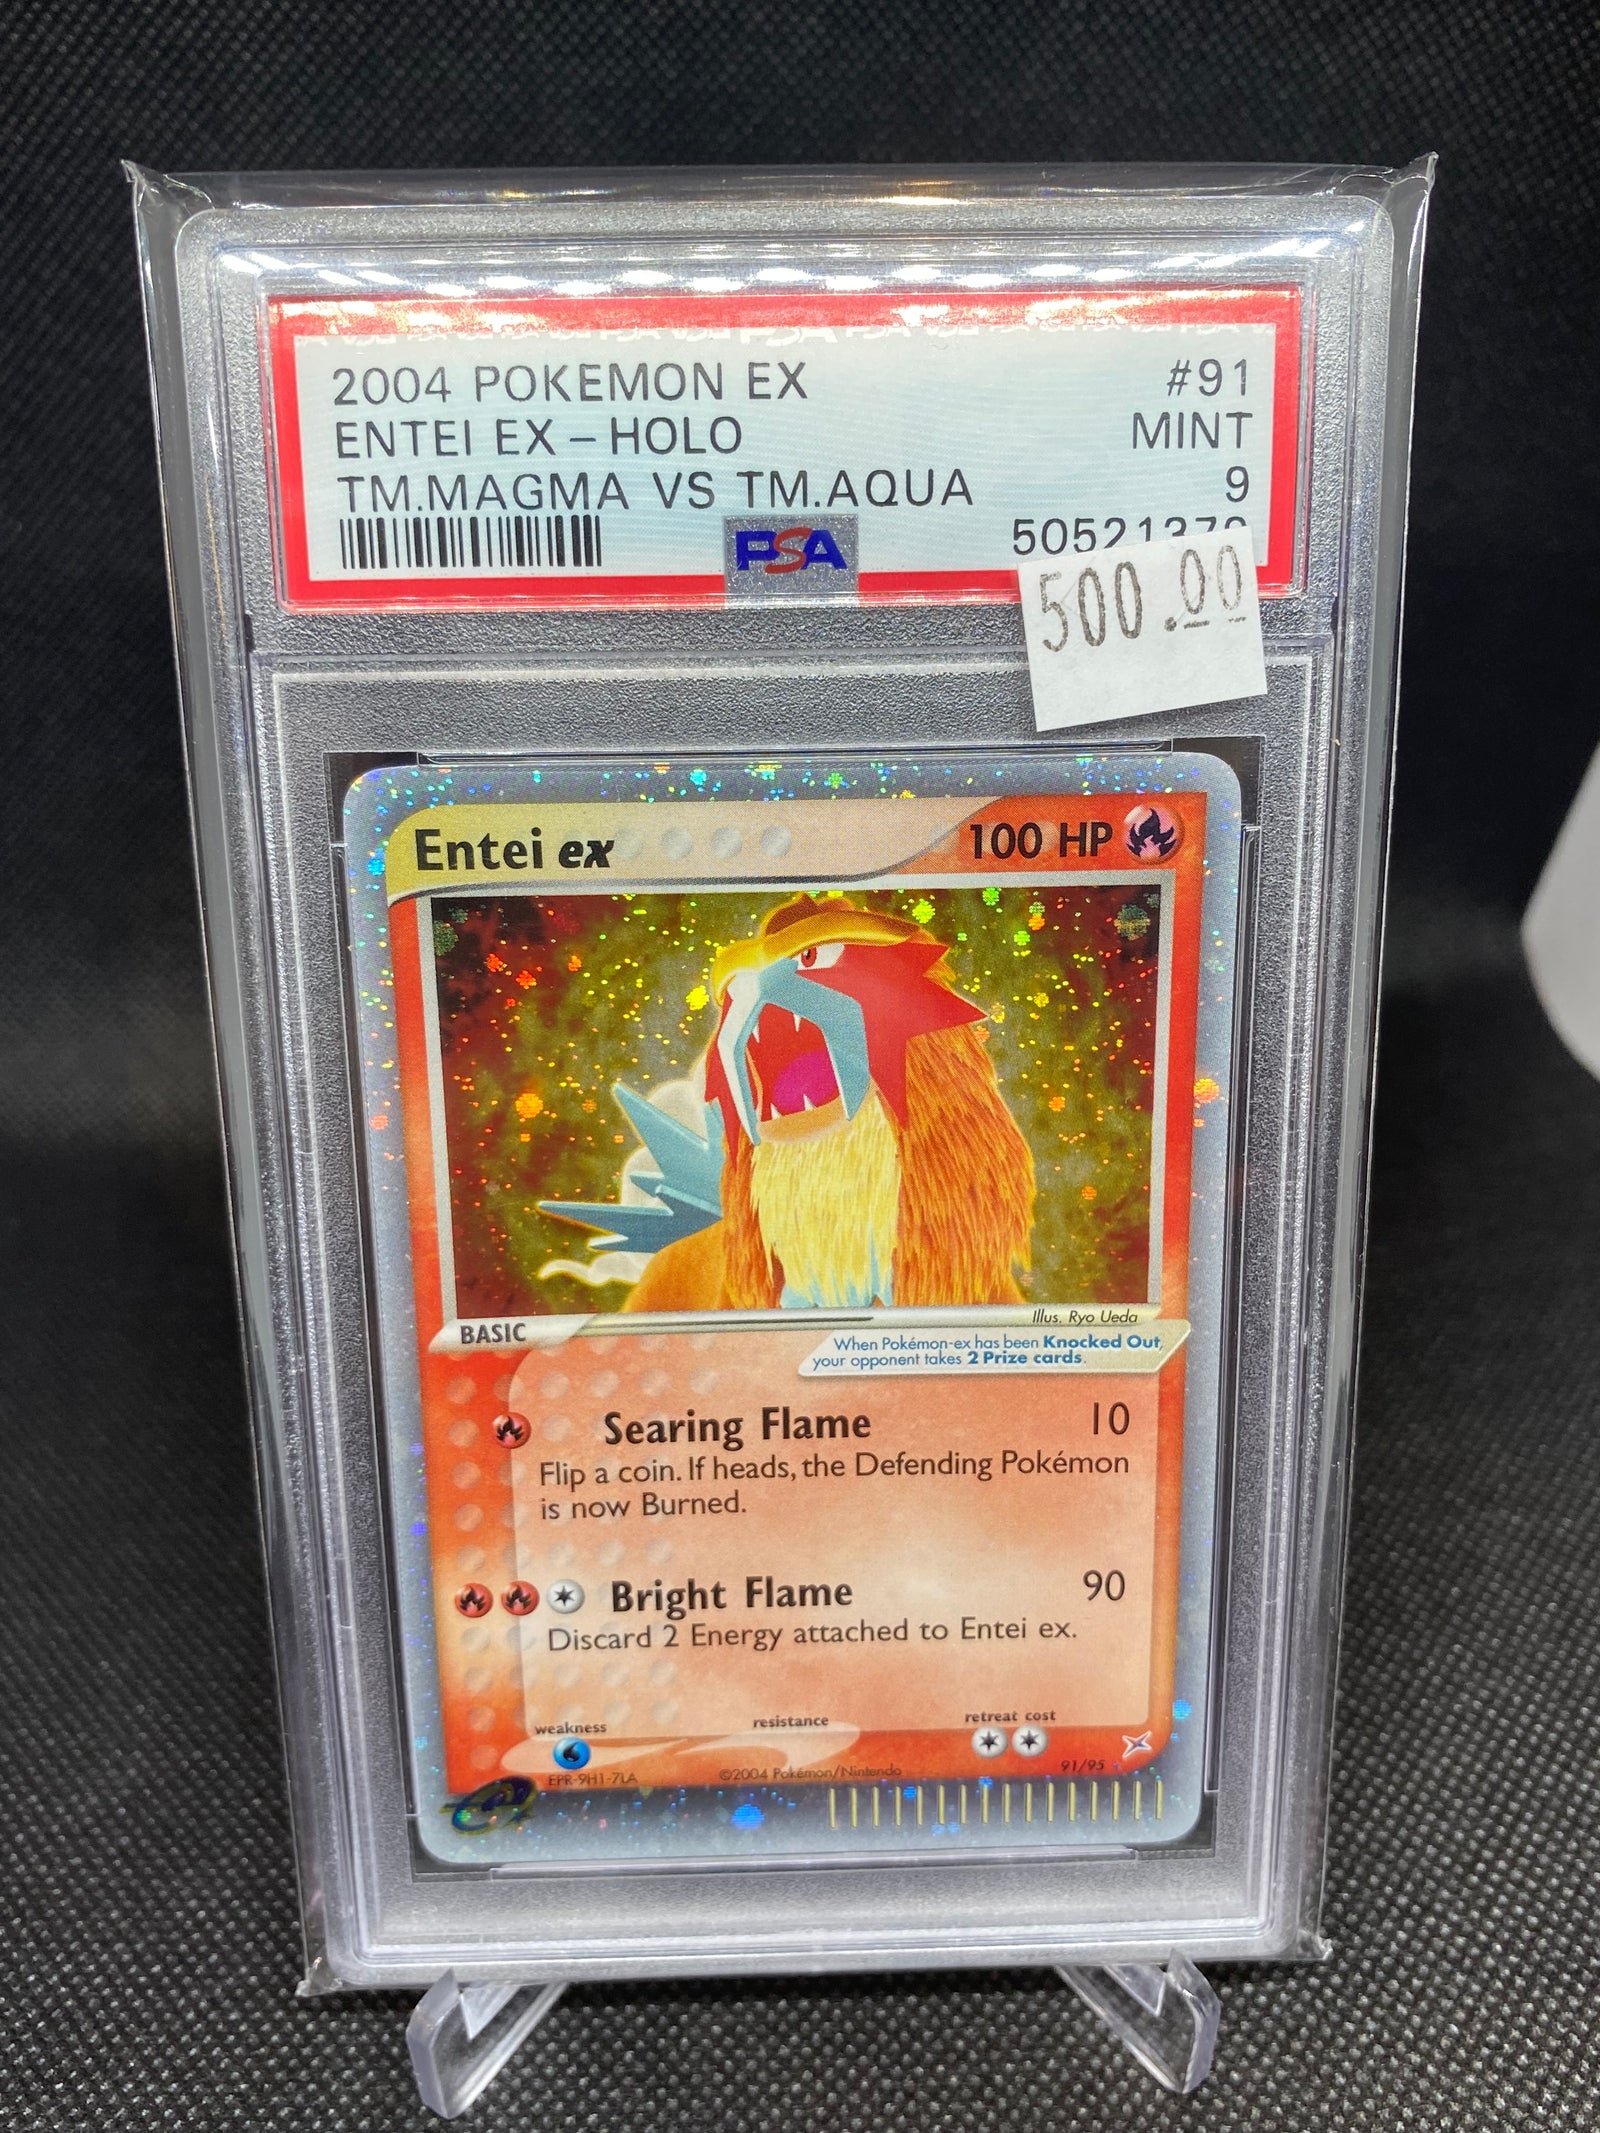 2004 POKEMON EX #91
ENTEI EX – HOLO MINT
TM.MAGMA VS TM.AQUA 9
PSA
500.00
Entei ex 100 HP
Illus. Ryo Ueda
BASIC
When Pokémon-ex has been Knocked Out,
your opponent takes 2 Prize cards.
Searing Flame 10
Flip a coin. If heads, the Defending Pokémon
is now Burned.
Bright Flame 90
Discard 2 Energy attached to Entei ex.
weakness resistance retreat cost
EPR-9H1-7LA ©2004 Pokémon/Nintendo 91/95